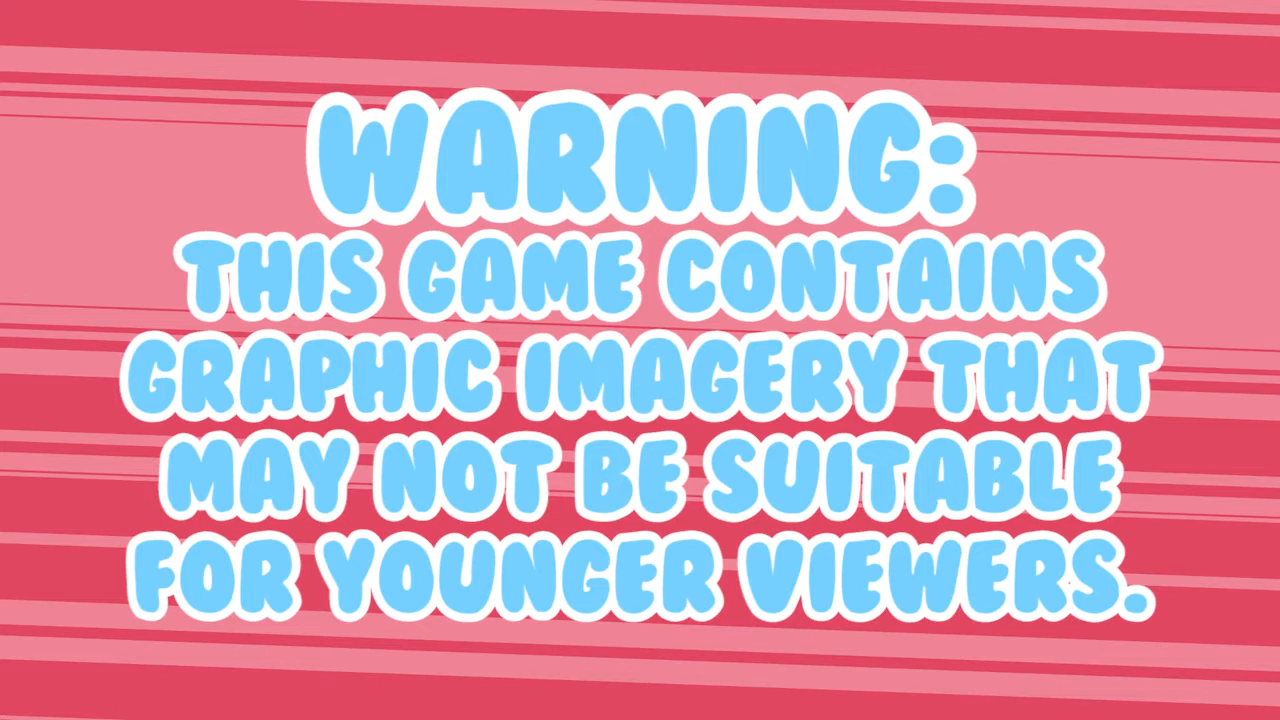 WARNING:
THIS GAME CONTAINS
GRAPHIC IMAGERY THAT
MAY NOT BE SUITABLE
FOR YOUNGER VIEWERS.